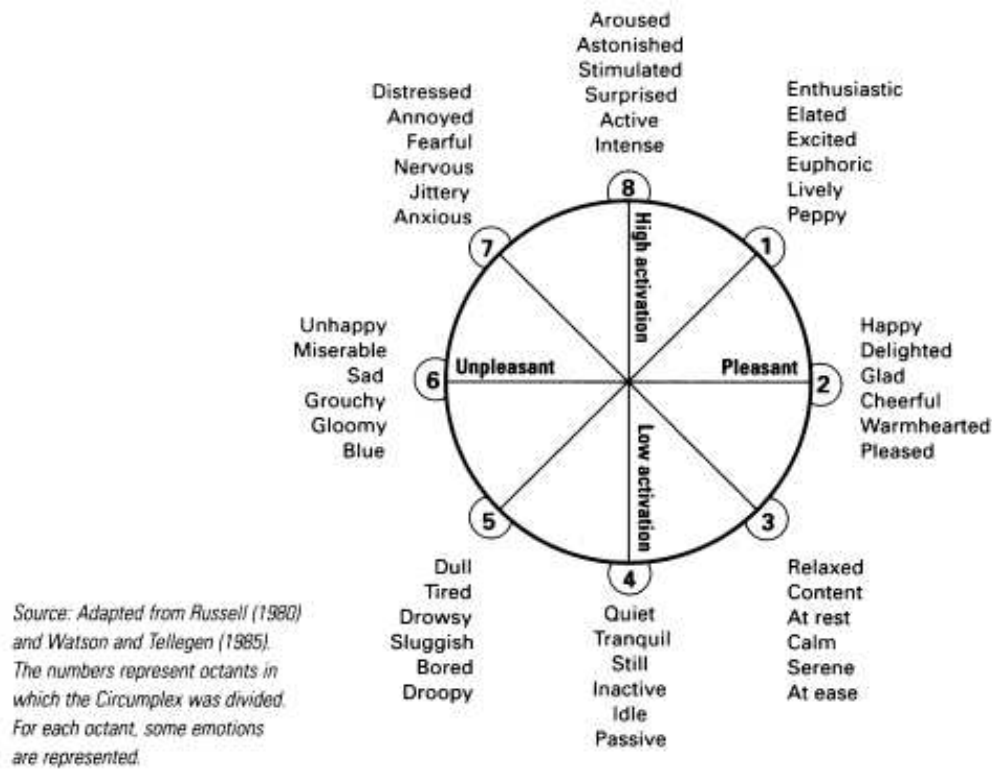 Aroused
Astonished
Stimulated
Surprised
Active
Intense
Distressed
Annoyed
Fearful
Nervous
Jittery
Anxious
Enthusiastic
Elated
Excited
Euphoric
Lively
Peppy
8
7
1
High activation
Unhappy
Miserable
Sad
Grouchy
Gloomy
Blue
6
Unpleasant
Pleasant
2
Happy
Delighted
Glad
Cheerful
Warmhearted
Pleased
Low activation
5
4
3
Dull
Tired
Drowsy
Sluggish
Bored
Droopy
Quiet
Tranquil
Still
Inactive
Idle
Passive
Relaxed
Content
At rest
Calm
Serene
At ease
Source: Adapted from Russell (1980)
and Watson and Tellegen (1985).
The numbers represent octants in
which the Circumplex was divided.
For each octant, some emotions
are represented.